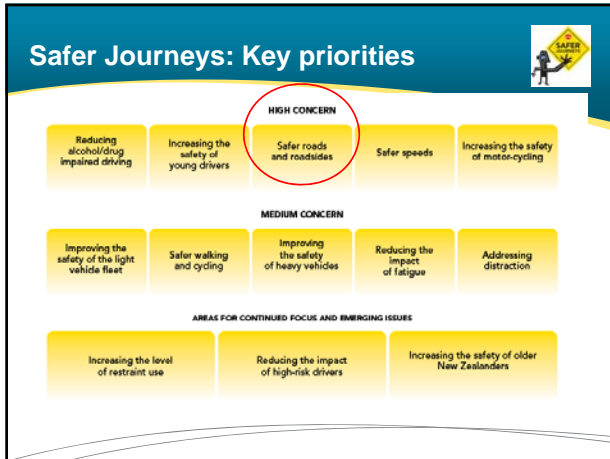 Safer Journeys: Key priorities
SAFER
JOURNEYS
HIGH CONCERN
Reducing
alcohol/drug
impaired driving
Increasing the
safety of
young drivers
Safer roads
and roadsides
Safer speeds
Increasing the safety
of motor-cycling
MEDIUM CONCERN
Improving the
safety of the light
vehicle fleet
Safer walking
and cycling
Improving
the safety
of heavy vehicles
Reducing the
impact
of fatigue
Addressing
distraction
AREAS FOR CONTINUED FOCUS AND EMERGING ISSUES
Increasing the level
of restraint use
Reducing the impact
of high-risk drivers
Increasing the safety of older
New Zealanders